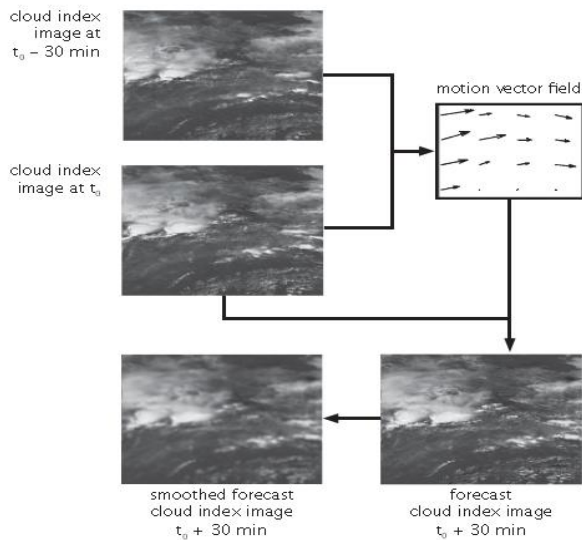 cloud index
image at
t₀ – 30 min
motion vector field
cloud index
image at t₀
smoothed forecast
cloud index image
t₀ + 30 min
forecast
cloud index image
t₀ + 30 min